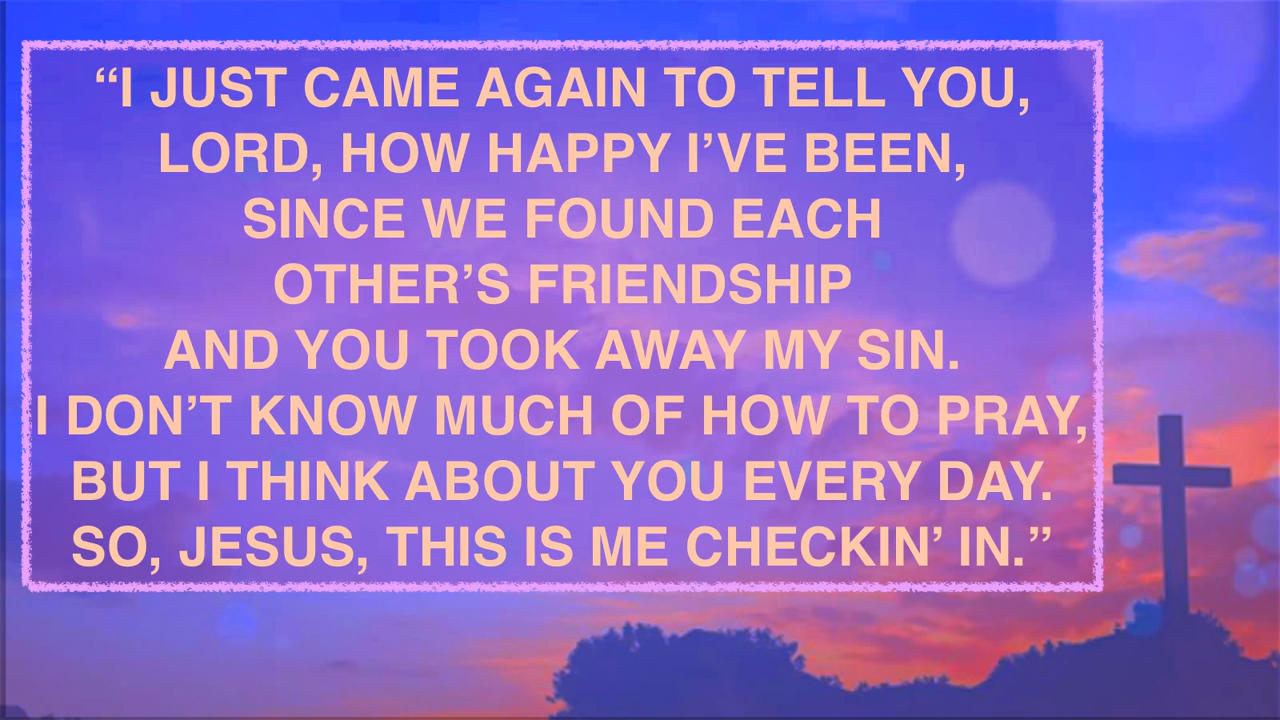 “I JUST CAME AGAIN TO TELL YOU,
LORD, HOW HAPPY I’VE BEEN,
SINCE WE FOUND EACH
OTHER’S FRIENDSHIP
AND YOU TOOK AWAY MY SIN.
I DON’T KNOW MUCH OF HOW TO PRAY,
BUT I THINK ABOUT YOU EVERY DAY.
SO, JESUS, THIS IS ME CHECKIN’ IN.”